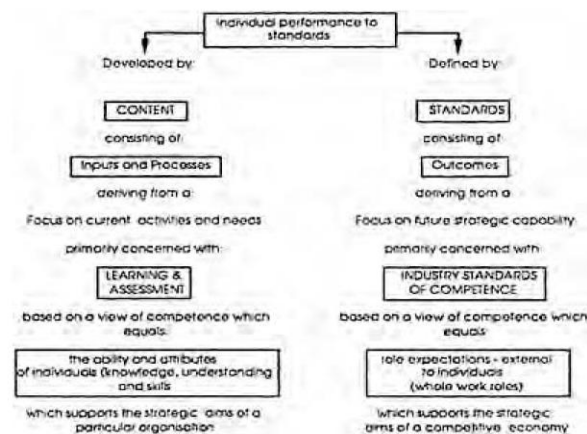 Individual performance to
standards
Developed by:
CONTENT
consisting of
Inputs and Processes
deriving from a:
Focus on current activities and needs
primarily concerned with:
LEARNING &
ASSESSMENT
based on a view of competence which
equals:
the ability and attributes
of individuals (knowledge, understanding
and skills
which supports the strategic aims of a
particular organisation
Defined by:
STANDARDS
consisting of
Outcomes
deriving from a
Focus on future strategic capability
primarily concerned with
INDUSTRY STANDARDS
OF COMPETENCE
based on a view of competence which
equals
role expectations - external
to individuals
(whole work roles)
which supports the strategic
aims of a competitive economy